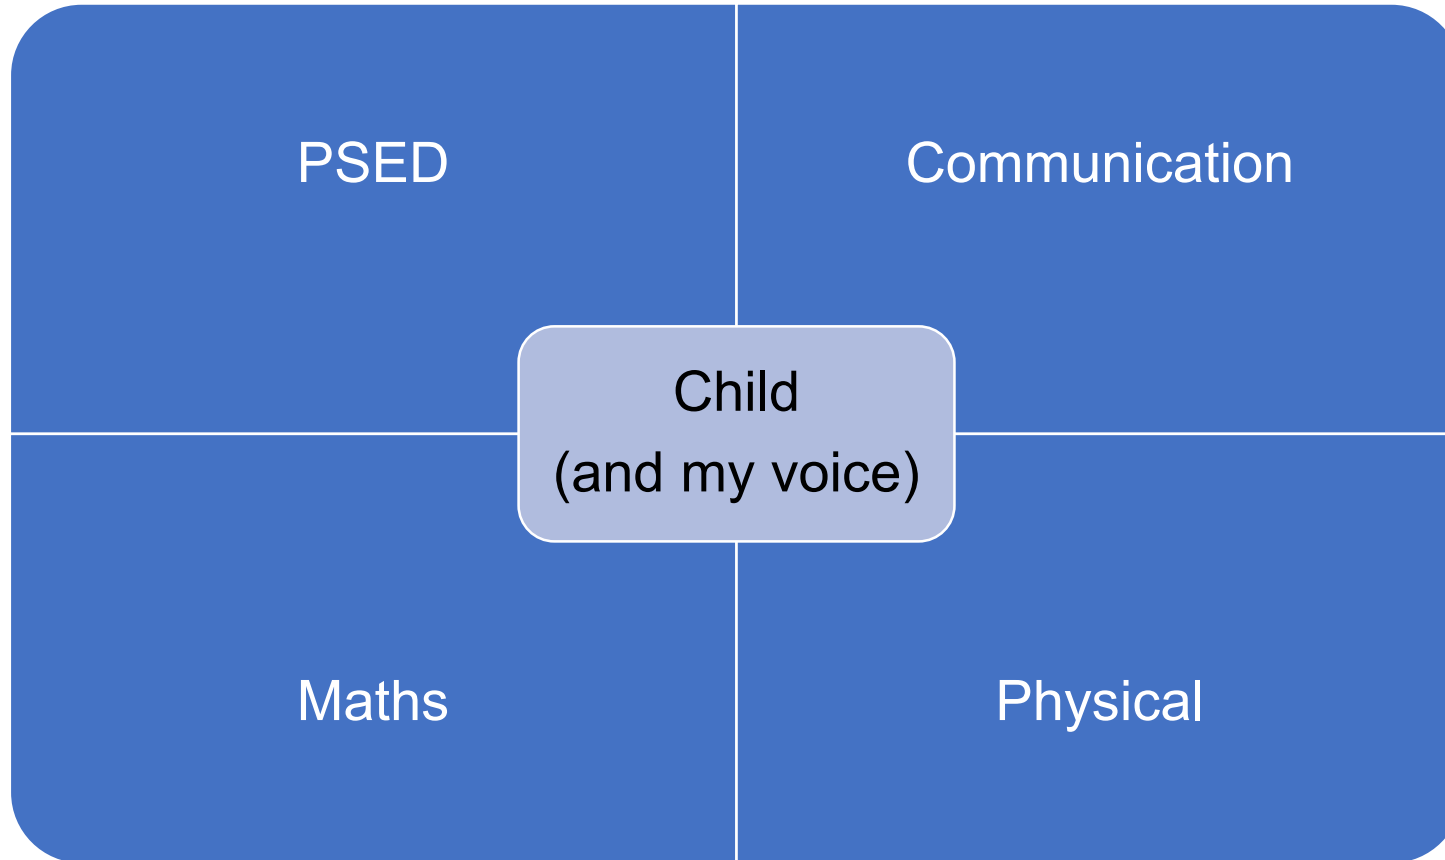 PSED
Communication
Child
(and my voice)
Maths
Physical